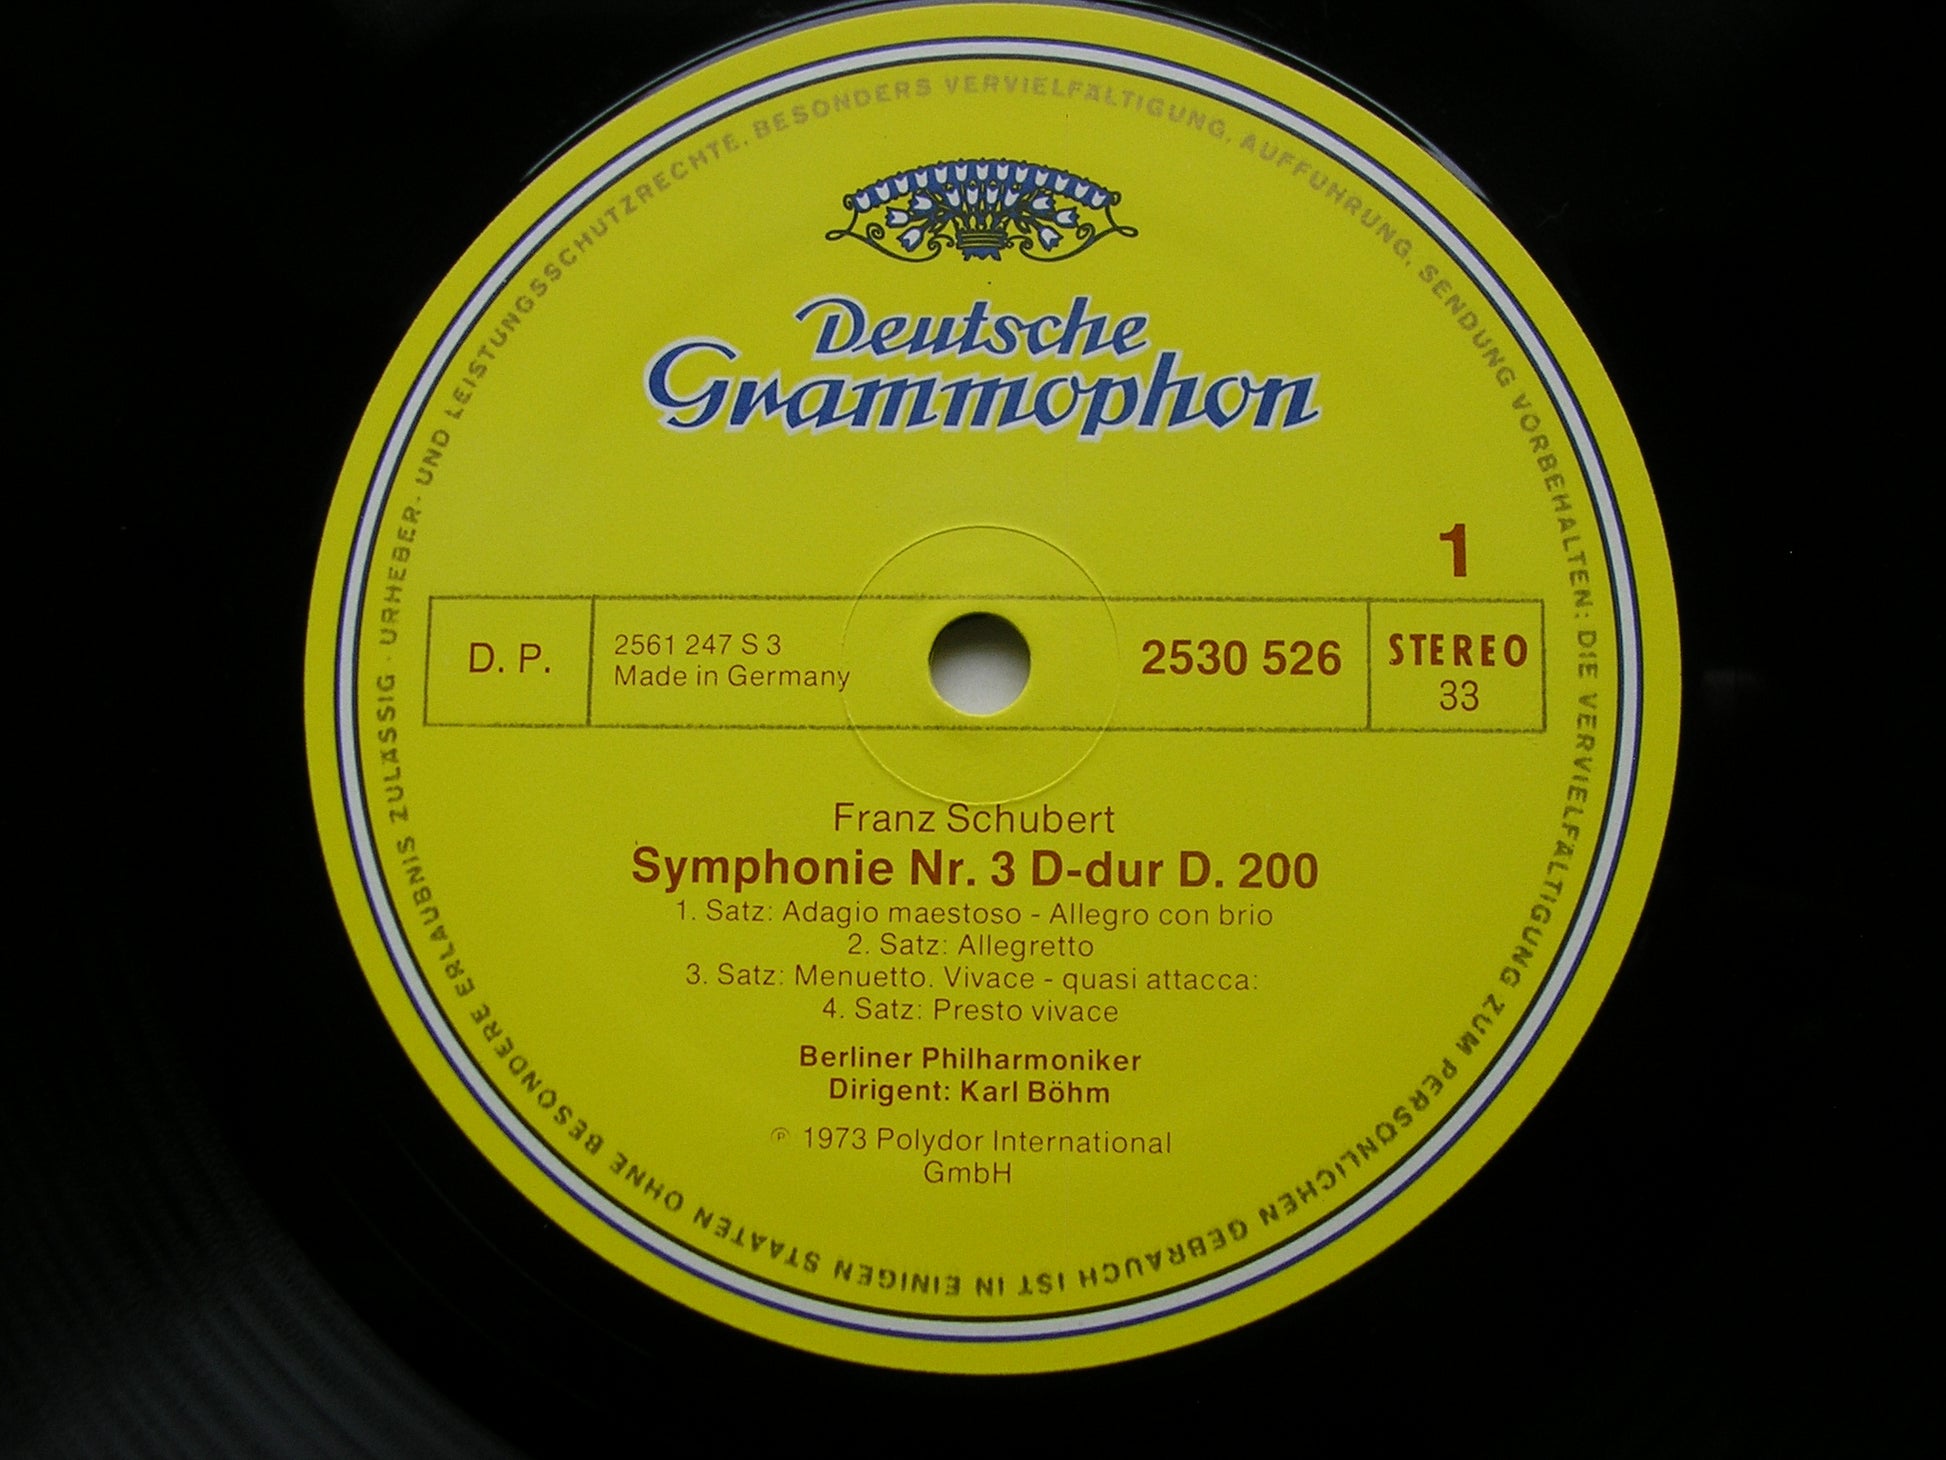 URHEBER- UND LEISTUNGSSCHUTZRECHTE, BESONDERS VERVIELFÄLTIGUNG, AUFFÜHRUNG, SENDUNG VORBEHALTEN: DIE VERVIELFÄLTIGUNG ZUM PERSÖNLICHEN GEBRAUCH IST IN EINIGEN STAATEN OHNE BESONDERE ERLAUBNIS ZULÄSSIG ·
Deutsche
Grammophon
1
D. P.
2561 247 S 3
Made in Germany
2530 526
STEREO
33
Franz Schubert
Symphonie Nr. 3 D-dur D. 200
1. Satz: Adagio maestoso - Allegro con brio
2. Satz: Allegretto
3. Satz: Menuetto. Vivace - quasi attacca:
4. Satz: Presto vivace
Berliner Philharmoniker
Dirigent: Karl Böhm
℗ 1973 Polydor International
GmbH